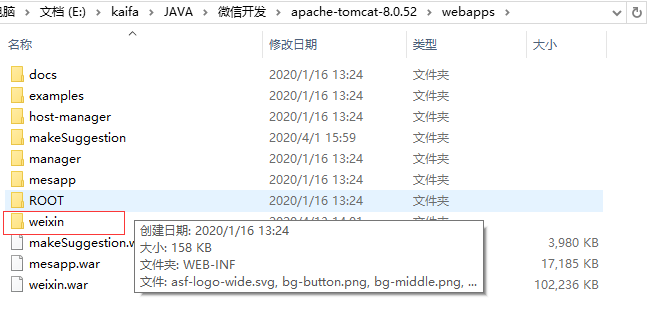 电脑 > 文档 (E:) > kaifa > JAVA > 微信开发 > apache-tomcat-8.0.52 > webapps >
名称 修改日期 类型 大小
docs 2020/1/16 13:24 文件夹
examples 2020/1/16 13:24 文件夹
host-manager 2020/1/16 13:24 文件夹
makeSuggestion 2020/4/1 15:59 文件夹
manager 2020/1/16 13:24 文件夹
mesapp 2020/1/16 13:24 文件夹
ROOT 2020/1/16 13:24 文件夹
weixin
创建日期: 2020/1/16 13:24
makeSuggestion. 3,980 KB
大小: 158 KB
文件夹: WEB-INF
mesapp.war 17,185 KB
文件: asf-logo-wide.svg, bg-button.png, bg-middle.png, ...
weixin.war 102,236 KB